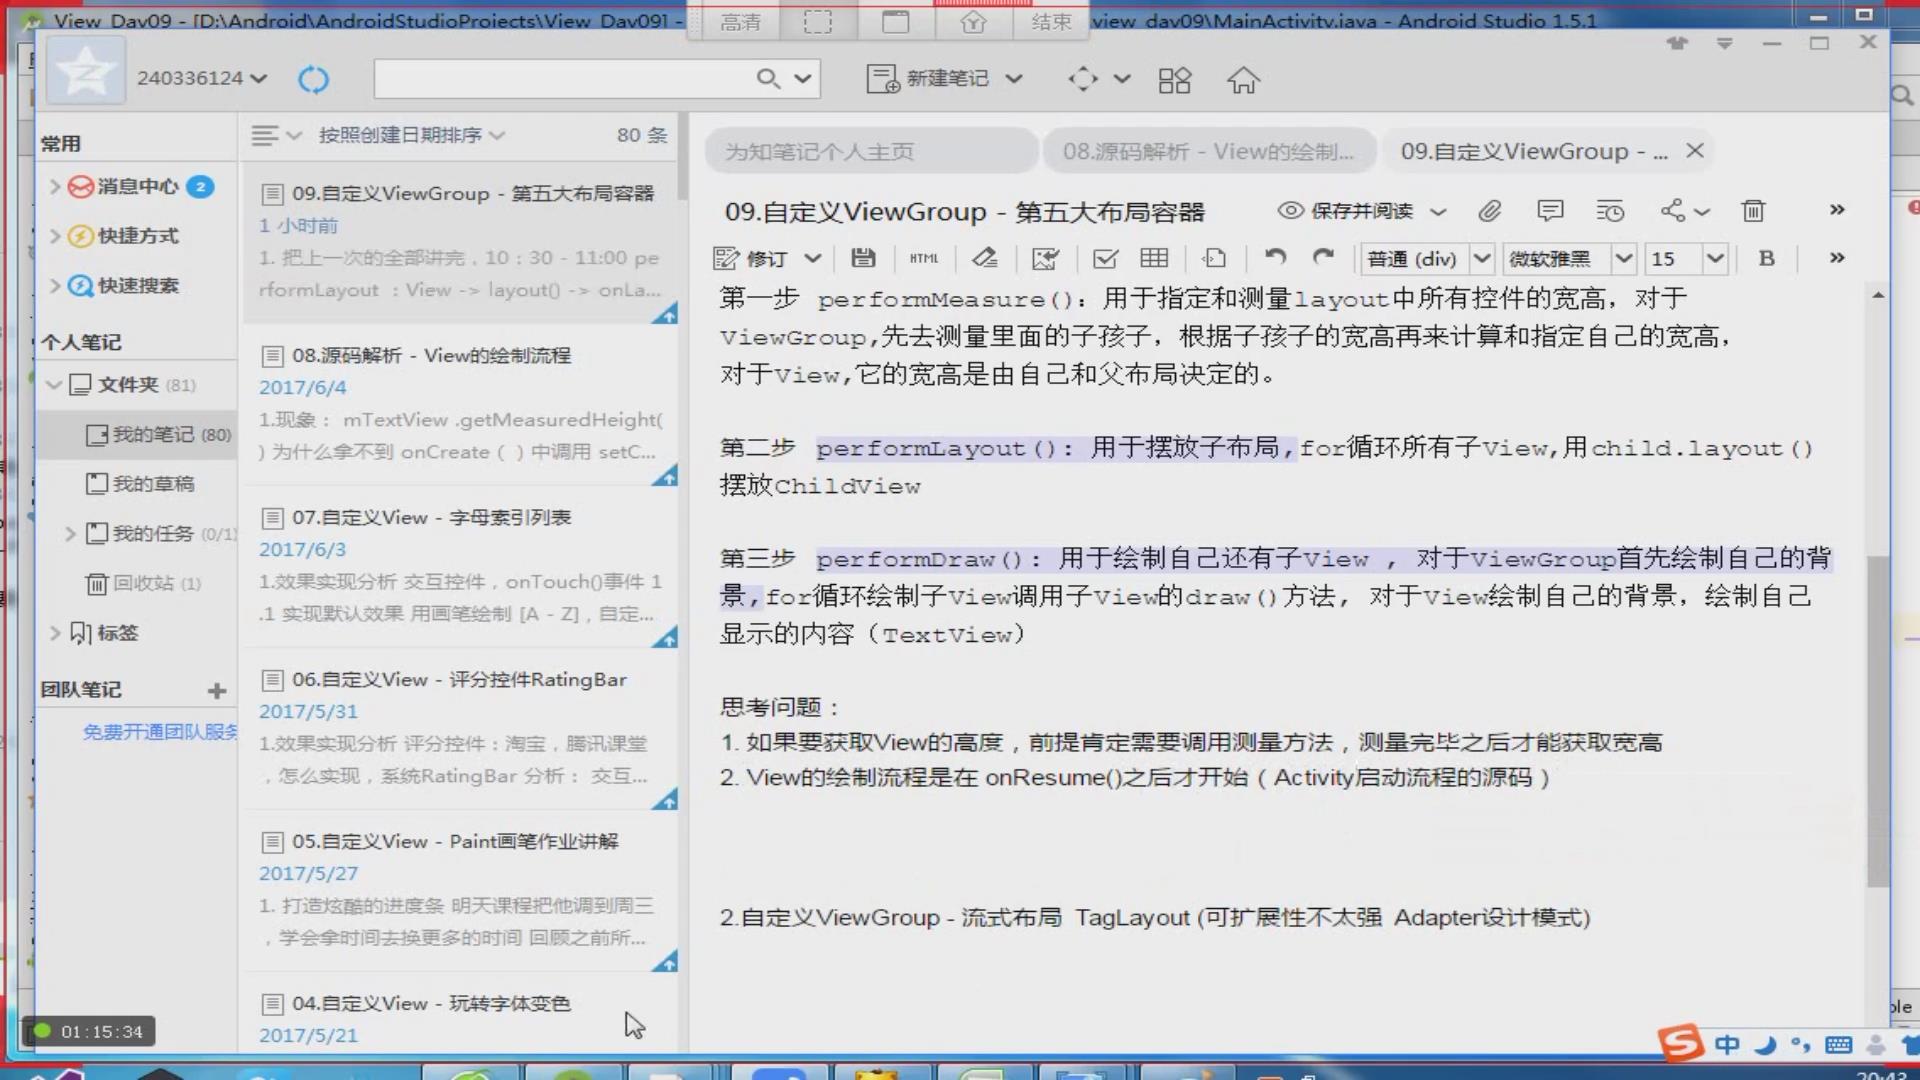 View_Day09 - [D:\Android\AndroidStudioProjects\View_Day09] -
view_day09\MainActivity.java - Android Studio 1.5.1
高清
结束
240336124
新建笔记
常用
消息中心 2
快捷方式
快速搜索
个人笔记
文件夹 (81)
我的笔记 (80)
我的草稿
我的任务 (0/1)
回收站 (1)
标签
团队笔记
免费开通团队服务
按照创建日期排序
80 条
09.自定义ViewGroup - 第五大布局容器
1 小时前
1. 把上一次的全部讲完，10：30 - 11:00 pe
rformLayout ：View -> layout() -> onLa...
08.源码解析 - View的绘制流程
2017/6/4
1.现象： mTextView .getMeasuredHeight(
) 为什么拿不到 onCreate（ ）中调用 setC...
07.自定义View - 字母索引列表
2017/6/3
1.效果实现分析 交互控件，onTouch()事件 1
.1 实现默认效果 用画笔绘制 [A - Z]，自定...
06.自定义View - 评分控件RatingBar
2017/5/31
1.效果实现分析 评分控件：淘宝，腾讯课堂
，怎么实现，系统RatingBar 分析： 交互...
05.自定义View - Paint画笔作业讲解
2017/5/27
1. 打造炫酷的进度条 明天课程把他调到周三
，学会拿时间去换更多的时间 回顾之前所...
04.自定义View - 玩转字体变色
2017/5/21
为知笔记个人主页
08.源码解析 - View的绘制...
09.自定义ViewGroup - ...
09.自定义ViewGroup - 第五大布局容器
保存并阅读
修订
HTML
普通 (div)
微软雅黑
15
B
第一步 performMeasure()：用于指定和测量layout中所有控件的宽高，对于
ViewGroup,先去测量里面的子孩子，根据子孩子的宽高再来计算和指定自己的宽高，
对于View,它的宽高是由自己和父布局决定的。
第二步 performLayout()：用于摆放子布局,for循环所有子View,用child.layout()
摆放ChildView
第三步 performDraw()：用于绘制自己还有子View ，对于ViewGroup首先绘制自己的背
景,for循环绘制子View调用子View的draw()方法，对于View绘制自己的背景，绘制自己
显示的内容（TextView）
思考问题：
1. 如果要获取View的高度，前提肯定需要调用测量方法，测量完毕之后才能获取宽高
2. View的绘制流程是在 onResume()之后才开始（Activity启动流程的源码）
2.自定义ViewGroup - 流式布局 TagLayout (可扩展性不太强 Adapter设计模式)
01:15:34
中
20:43